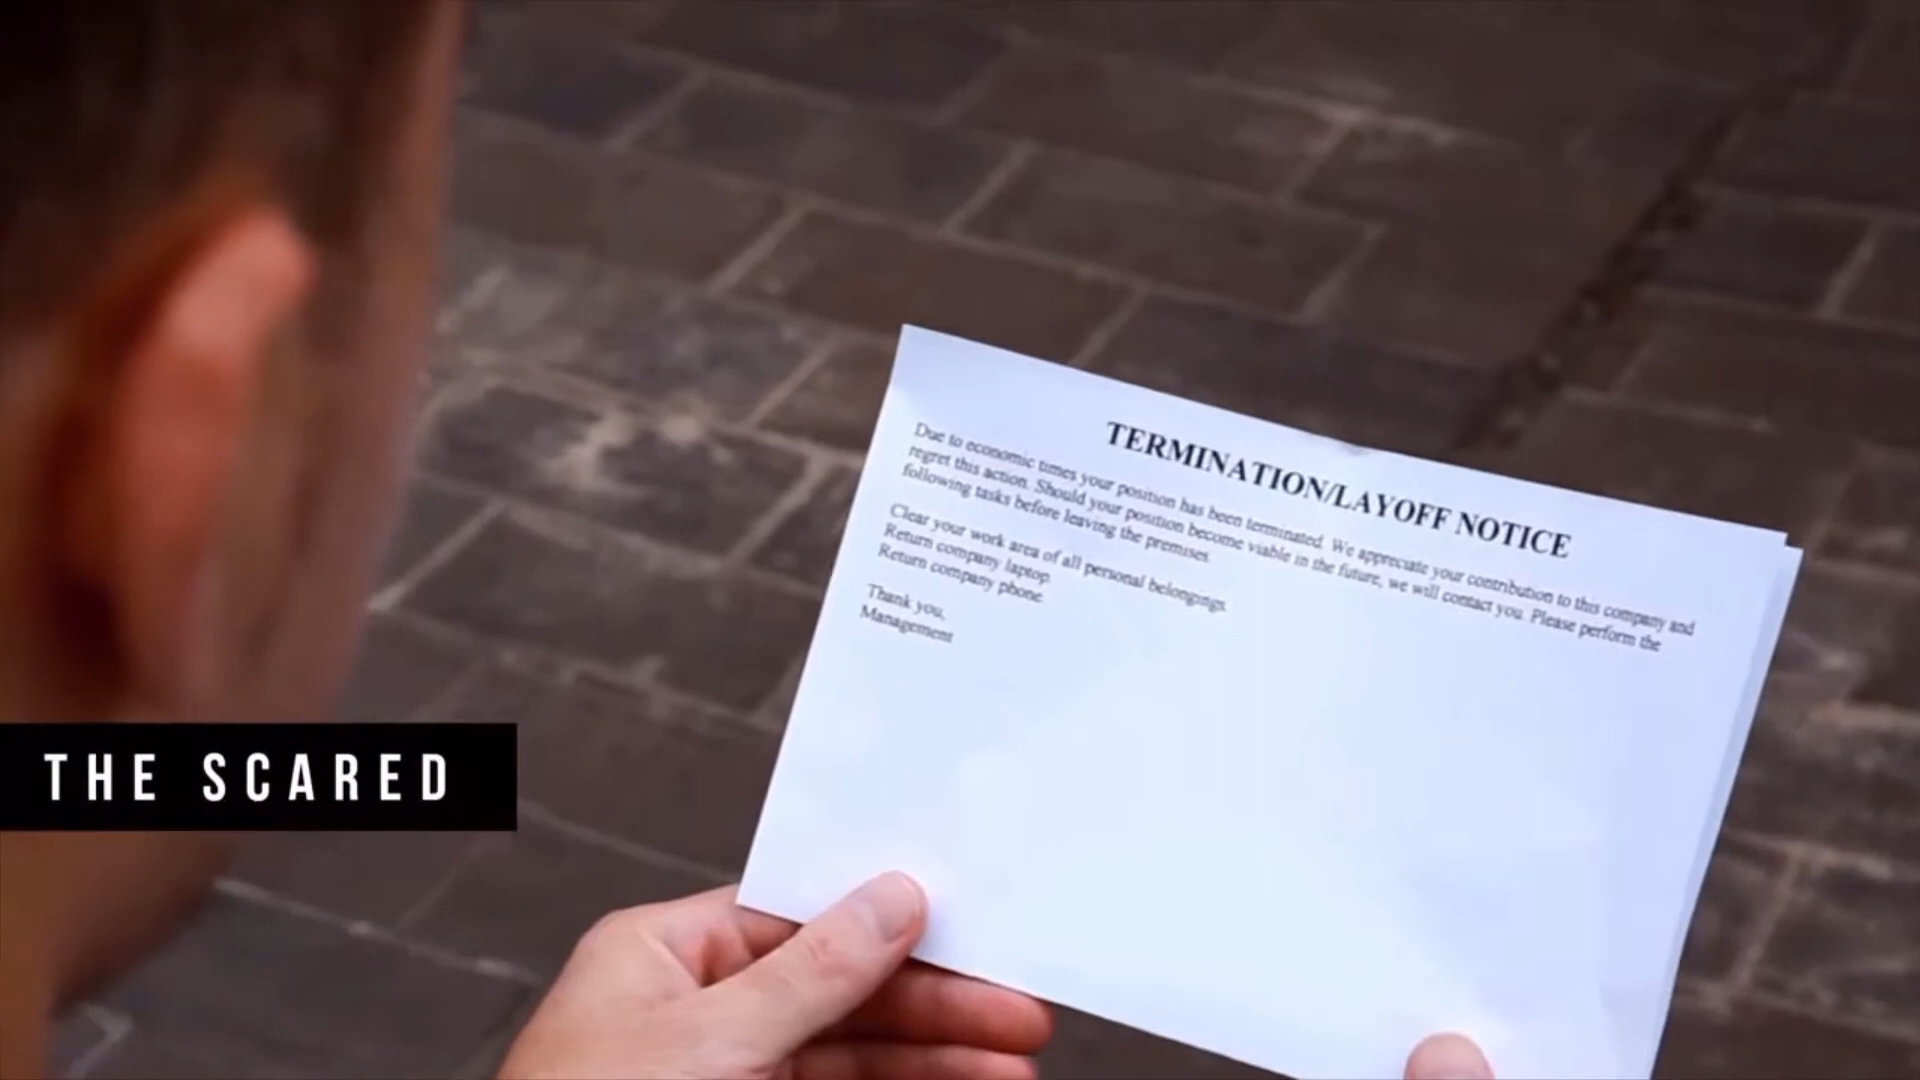 TERMINATION/LAYOFF NOTICE
Due to economic times your position has been terminated. We appreciate your contribution to this company and
regret this action. Should your position become viable in the future, we will contact you. Please perform the
following tasks before leaving the premises.
Clear your work area of all personal belongings.
Return company laptop.
Return company phone.
Thank you,
Management
THE SCARED